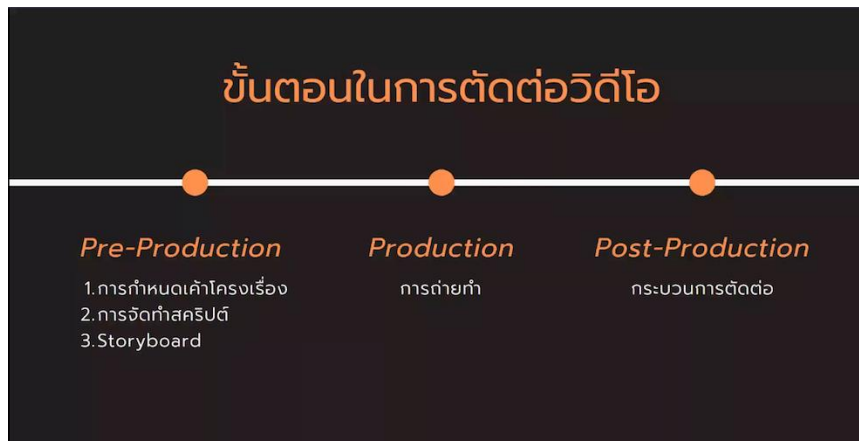 ขั้นตอนในการตัดต่อวิดีโอ
Pre-Production
1.การกำหนดเค้าโครงเรื่อง
2.การจัดทำสคริปต์
3.Storyboard
Production
การถ่ายทำ
Post-Production
กระบวนการตัดต่อ